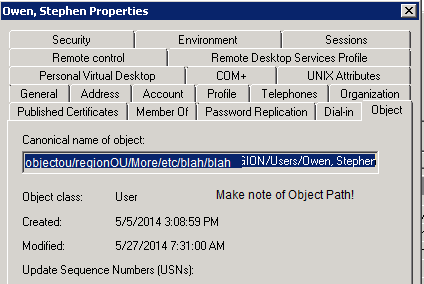 Owen, Stephen Properties
Security Environment Sessions
Remote control Remote Desktop Services Profile
Personal Virtual Desktop COM+ UNIX Attributes
General Address Account Profile Telephones Organization
Published Certificates Member Of Password Replication Dial-in Object
Canonical name of object:
objectou/regionOU/More/etc/blah/blah GION/Users/Owen, Stephen
Object class: User Make note of Object Path!
Created: 5/5/2014 3:08:59 PM
Modified: 5/27/2014 7:31:00 AM
Update Sequence Numbers (USNs):